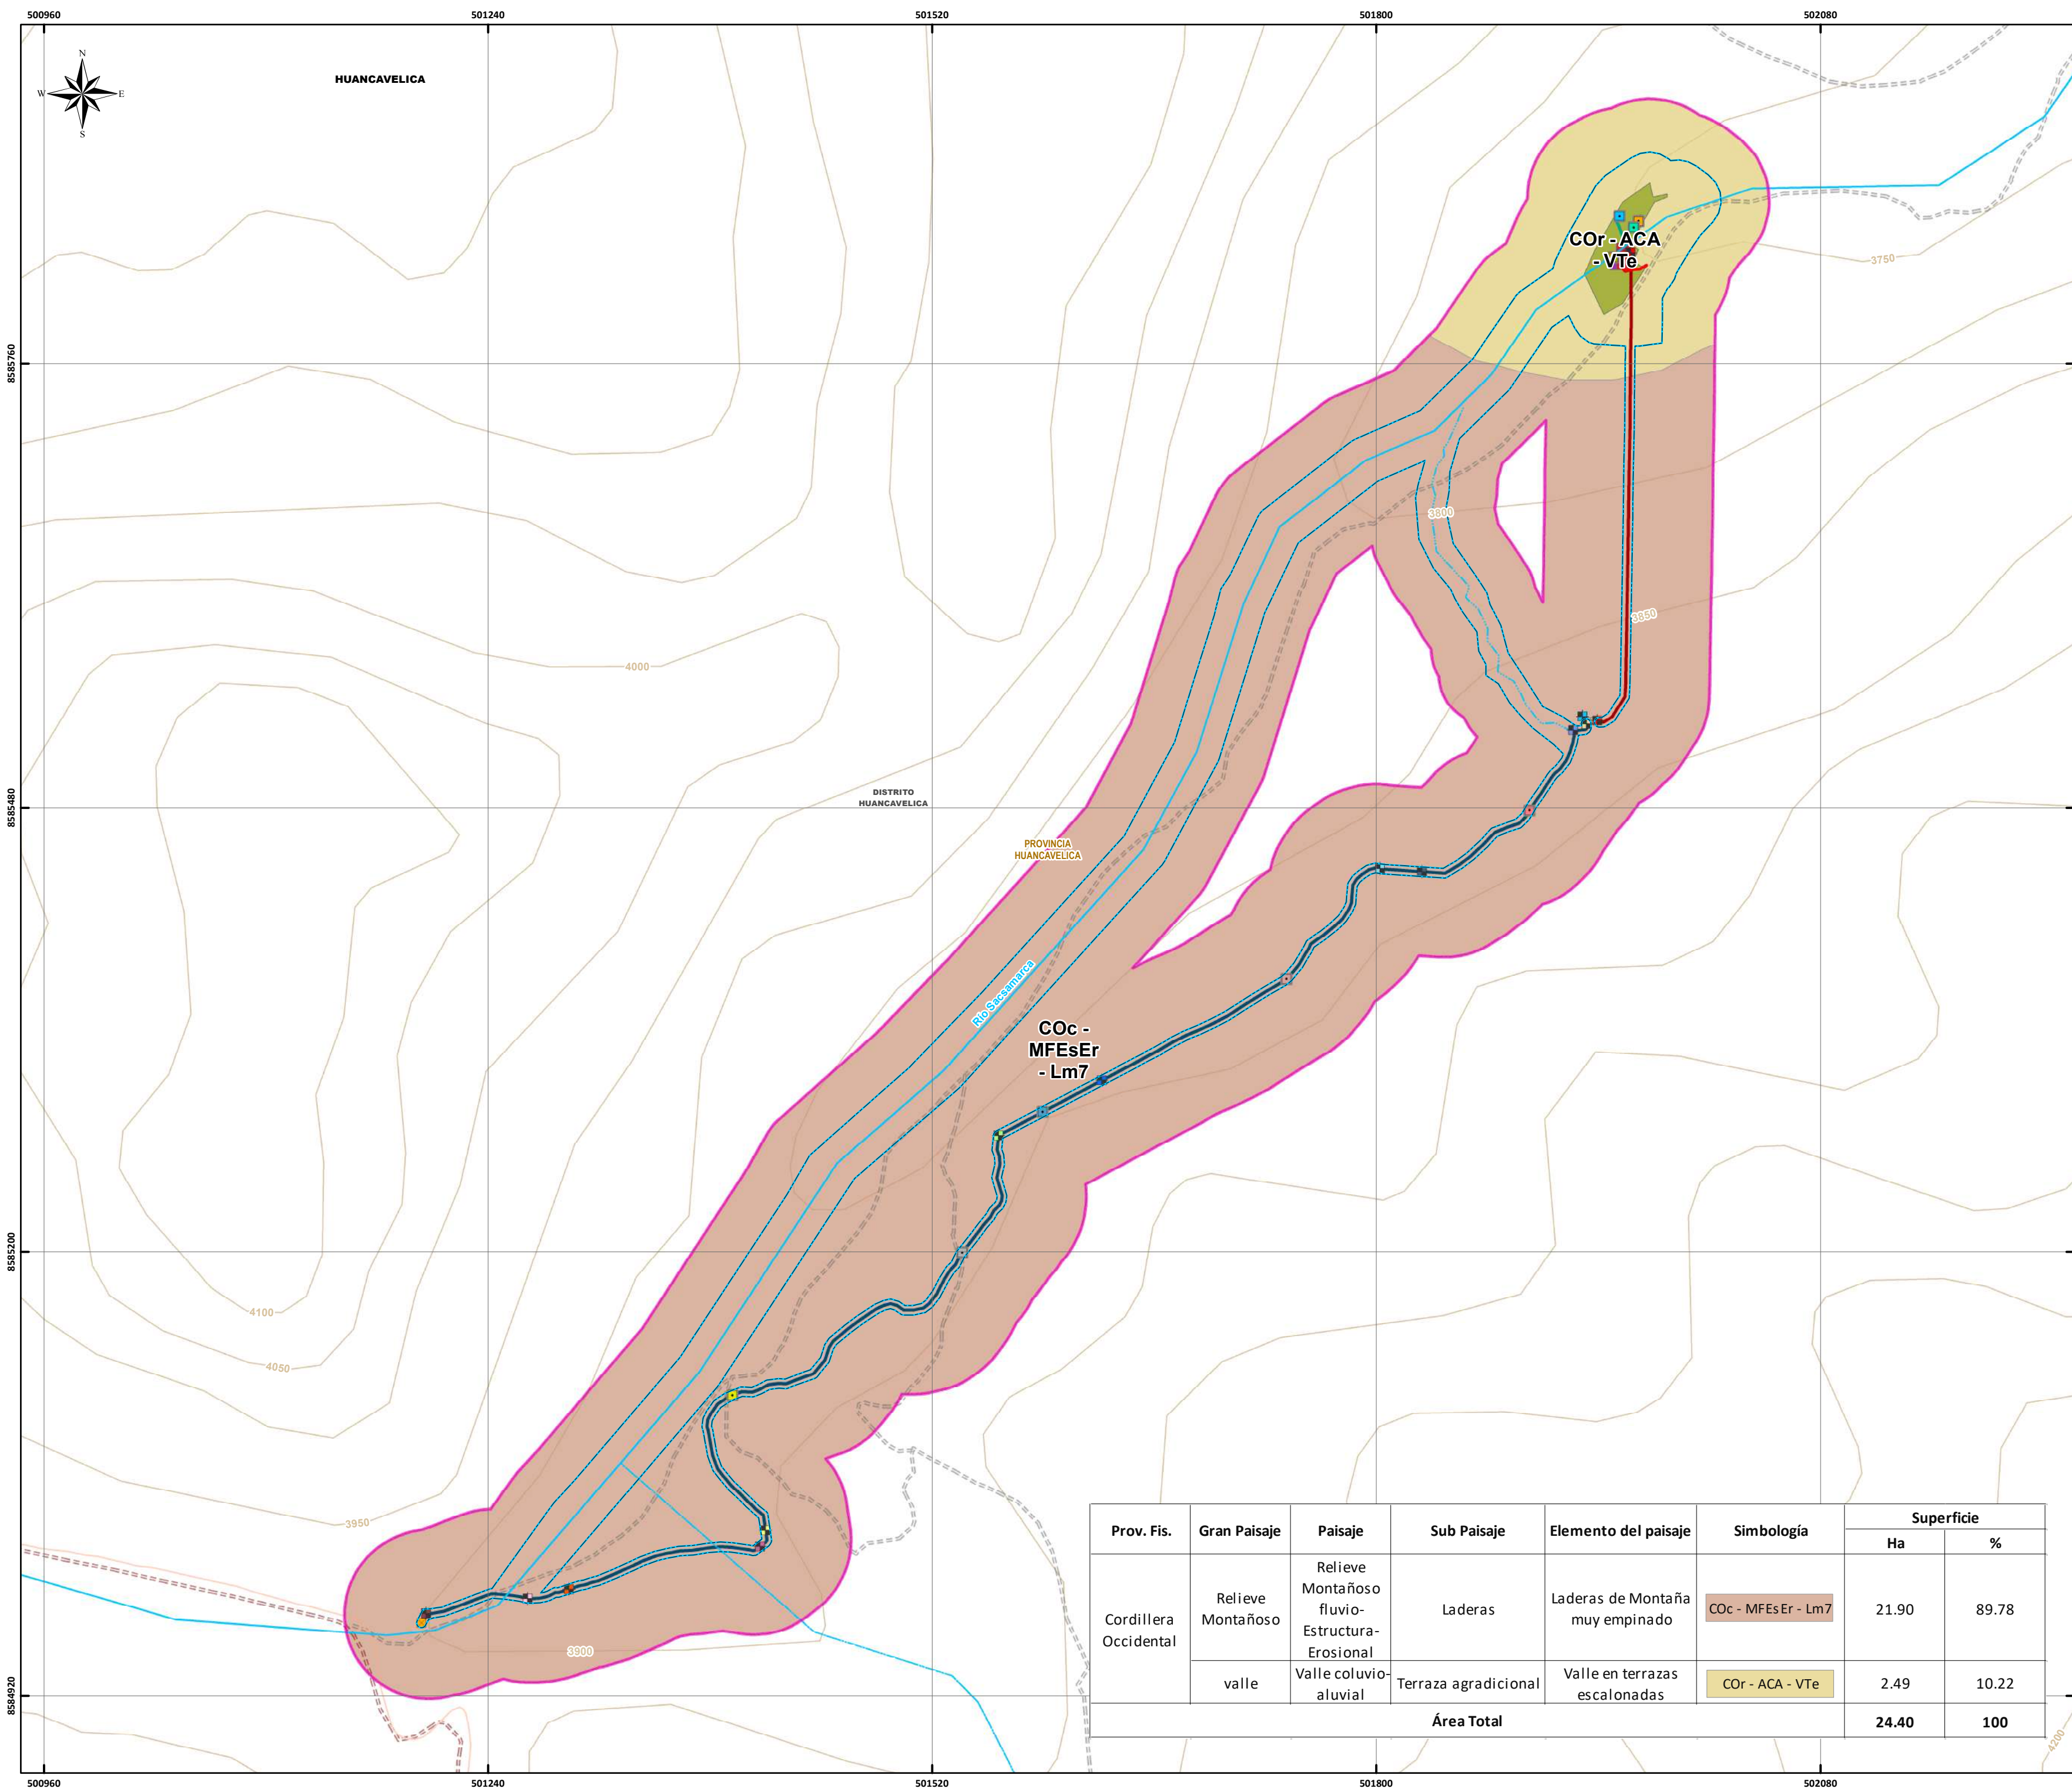 500960
501240
501520
501800
502080
N
W
E
S
HUANCAVELICA
COr - ACA
- VTe
3750
8585760
3800
3850
4000
DISTRITO
HUANCAVELICA
8585480
PROVINCIA
HUANCAVELICA
Rio Sacsamarca
COc -
MFEsEr
- Lm7
8585200
4100
4050
3950
3900
8584920
4200
Prov. Fis.
Gran Paisaje
Paisaje
Sub Paisaje
Elemento del paisaje
Simbología
Superficie
Ha
%
Cordillera
Occidental
Relieve
Montañoso
Relieve
Montañoso
fluvio-
Estructura-
Erosional
Laderas
Laderas de Montaña
muy empinado
COc - MFEsEr - Lm7
21.90
89.78
valle
Valle coluvio-
aluvial
Terraza agradicional
Valle en terrazas
escalonadas
COr - ACA - VTe
2.49
10.22
Área Total
24.40
100
500960
501240
501520
501800
502080